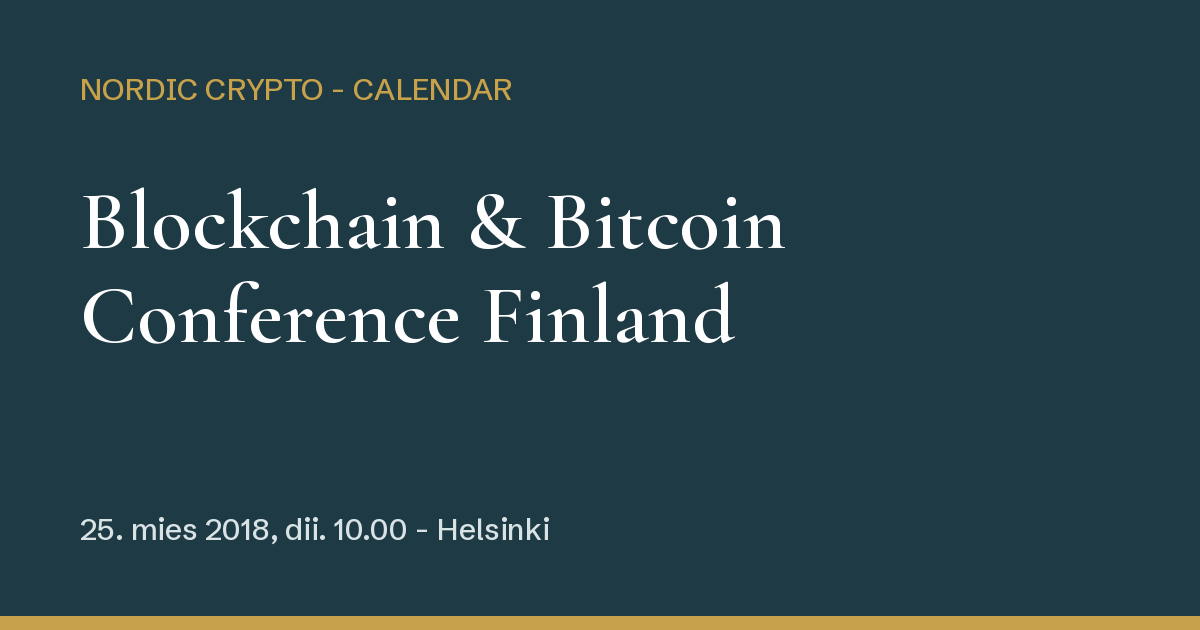 NORDIC CRYPTO - CALENDAR
Blockchain & Bitcoin
Conference Finland
25. mies 2018, dii. 10.00 - Helsinki